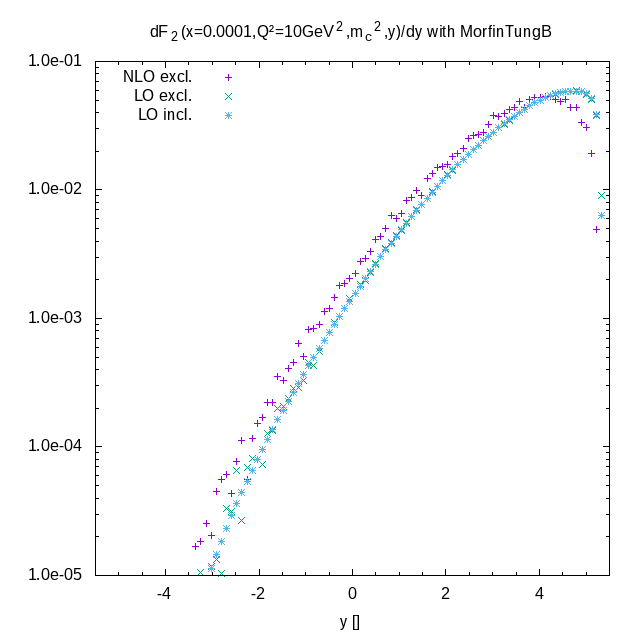 dF₂(x=0.0001,Q²=10GeV²,m_c²,y)/dy with MorfinTungB
1.0e-01
NLO excl.
LO excl.
LO incl.
1.0e-02
1.0e-03
1.0e-04
1.0e-05
-4 -2 0 2 4
y []